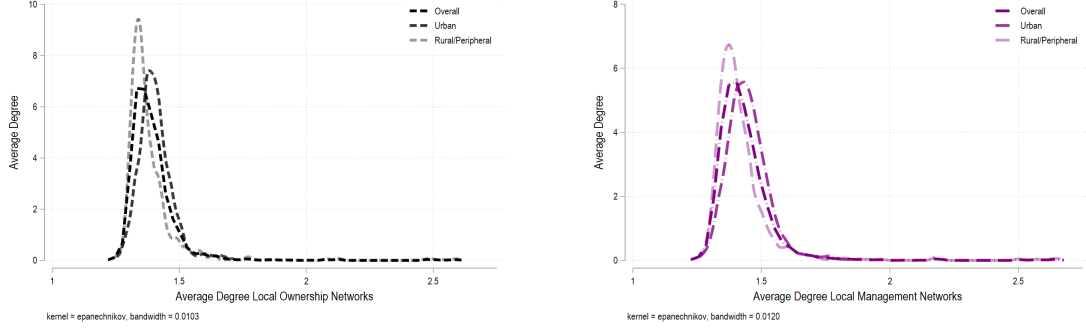 10
8
6
4
2
0
Average Degree
Overall
Urban
Rural/Peripheral
1
1.5
2
2.5
Average Degree Local Ownership Networks
kernel = epanechnikov, bandwidth = 0.0103
8
6
4
2
0
Average Degree
Overall
Urban
Rural/Peripheral
1
1.5
2
2.5
Average Degree Local Management Networks
kernel = epanechnikov, bandwidth = 0.0120